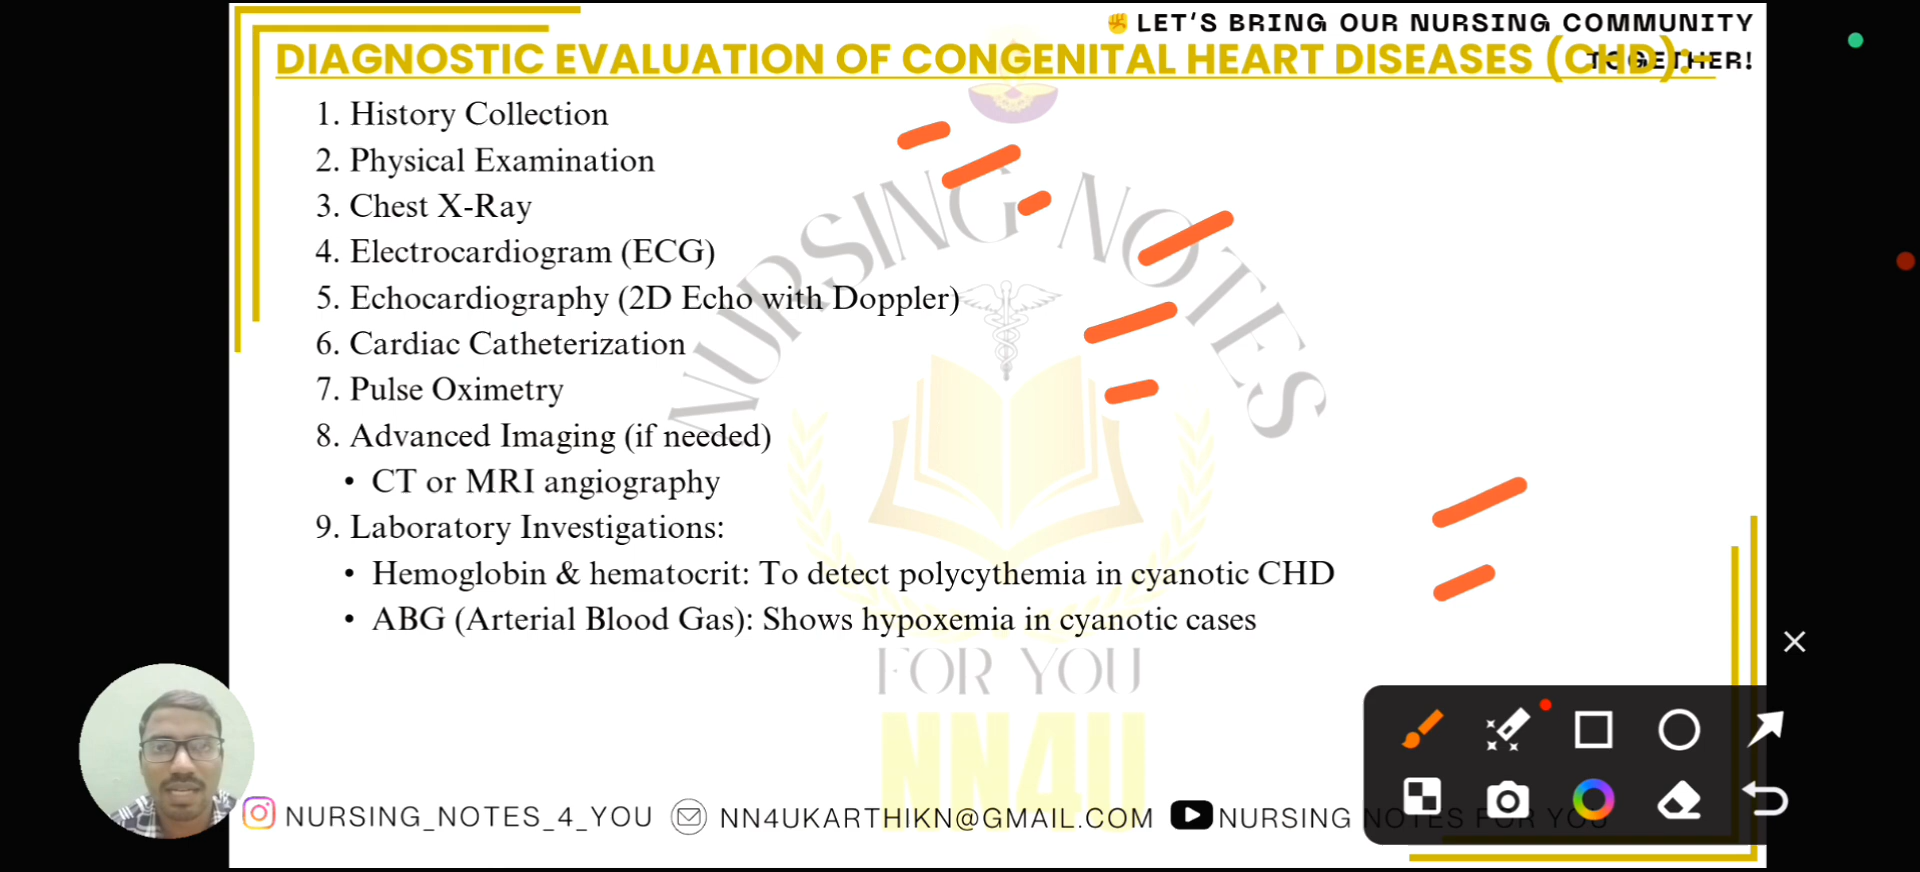 ✊ LET'S BRING OUR NURSING COMMUNITY
TOGETHER!
DIAGNOSTIC EVALUATION OF CONGENITAL HEART DISEASES (CHD):-
1. History Collection
2. Physical Examination
3. Chest X-Ray
4. Electrocardiogram (ECG)
5. Echocardiography (2D Echo with Doppler)
6. Cardiac Catheterization
7. Pulse Oximetry
8. Advanced Imaging (if needed)
• CT or MRI angiography
9. Laboratory Investigations:
• Hemoglobin & hematocrit: To detect polycythemia in cyanotic CHD
• ABG (Arterial Blood Gas): Shows hypoxemia in cyanotic cases
NURSING NOTES
FOR YOU
NN4U
NURSING_NOTES_4_YOU NN4UKARTHIKN@GMAIL.COM NURSING NOTES FOR YOU